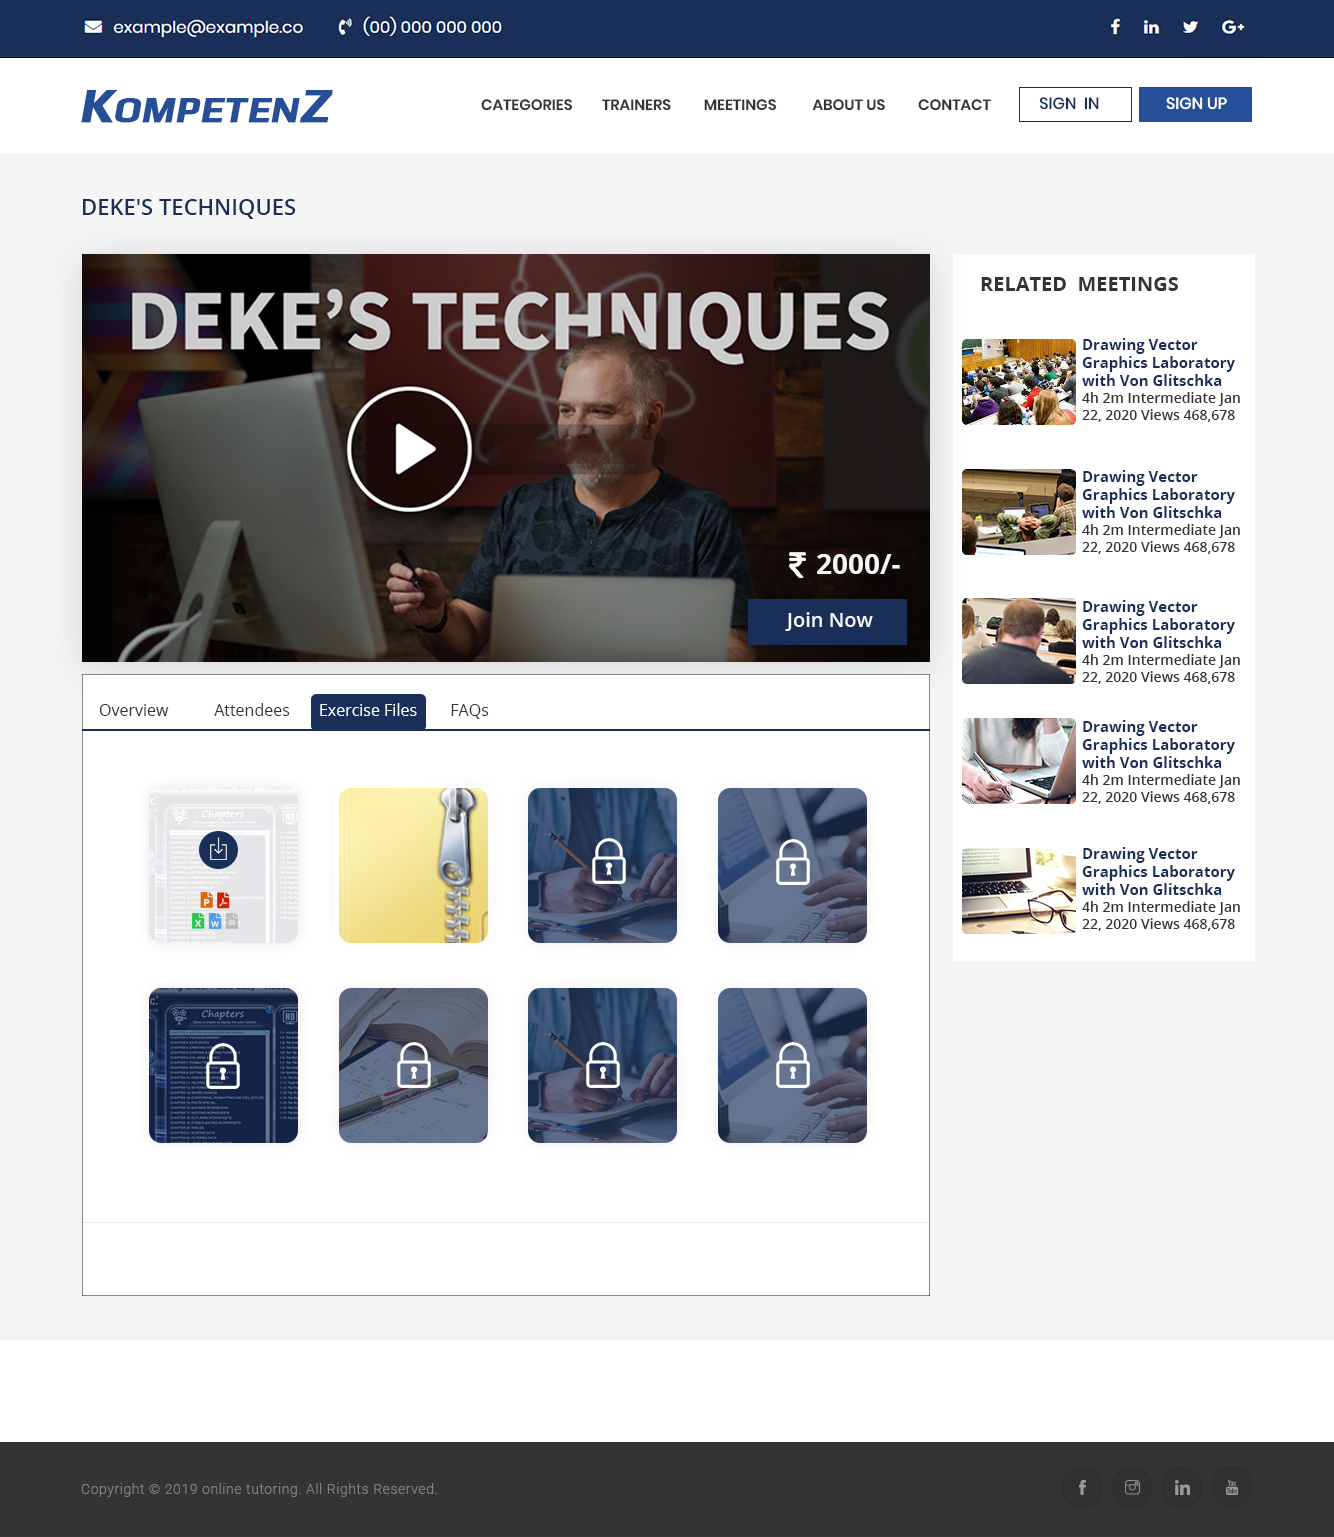 example@example.co
(00) 000 000 000
KOMPETENZ
CATEGORIES
TRAINERS
MEETINGS
ABOUT US
CONTACT
SIGN IN
SIGN UP
DEKE'S TECHNIQUES
DEKE'S TECHNIQUES
₹ 2000/-
Join Now
RELATED MEETINGS
Drawing Vector
Graphics Laboratory
with Von Glitschka
4h 2m Intermediate Jan
22, 2020 Views 468,678
Drawing Vector
Graphics Laboratory
with Von Glitschka
4h 2m Intermediate Jan
22, 2020 Views 468,678
Drawing Vector
Graphics Laboratory
with Von Glitschka
4h 2m Intermediate Jan
22, 2020 Views 468,678
Drawing Vector
Graphics Laboratory
with Von Glitschka
4h 2m Intermediate Jan
22, 2020 Views 468,678
Drawing Vector
Graphics Laboratory
with Von Glitschka
4h 2m Intermediate Jan
22, 2020 Views 468,678
Overview
Attendees
Exercise Files
FAQs
Chapters
Chapters
Copyright © 2019 online tutoring. All Rights Reserved.